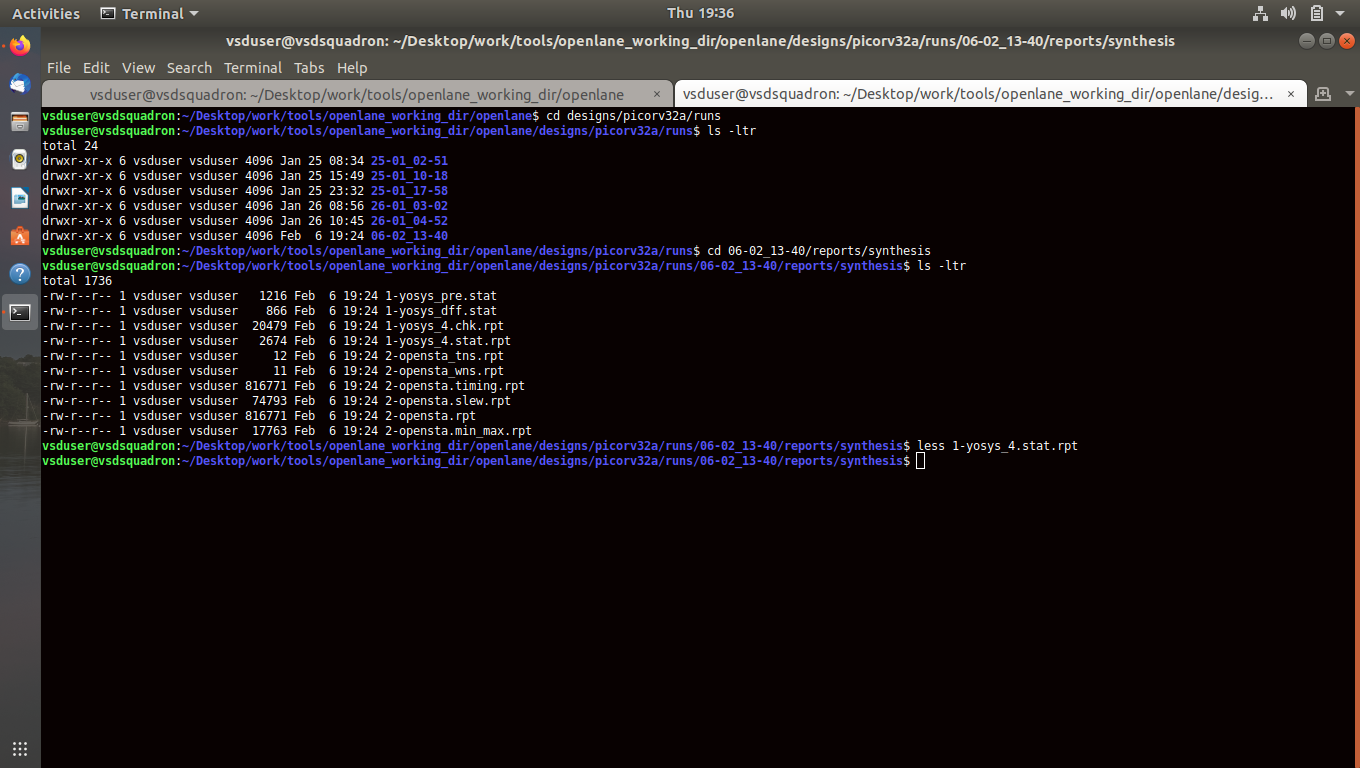 Activities Terminal Thu 19:36
vsduser@vsdsquadron: ~/Desktop/work/tools/openlane_working_dir/openlane/designs/picorv32a/runs/06-02_13-40/reports/synthesis
File Edit View Search Terminal Tabs Help
vsduser@vsdsquadron: ~/Desktop/work/tools/openlane_working_dir/openlane × vsduser@vsdsquadron: ~/Desktop/work/tools/openlane_working_dir/openlane/desig... ×
vsduser@vsdsquadron:~/Desktop/work/tools/openlane_working_dir/openlane$ cd designs/picorv32a/runs
vsduser@vsdsquadron:~/Desktop/work/tools/openlane_working_dir/openlane/designs/picorv32a/runs$ ls -ltr
total 24
drwxr-xr-x 6 vsduser vsduser 4096 Jan 25 08:34 25-01_02-51
drwxr-xr-x 6 vsduser vsduser 4096 Jan 25 15:49 25-01_10-18
drwxr-xr-x 6 vsduser vsduser 4096 Jan 25 23:32 25-01_17-58
drwxr-xr-x 6 vsduser vsduser 4096 Jan 26 08:56 26-01_03-02
drwxr-xr-x 6 vsduser vsduser 4096 Jan 26 10:45 26-01_04-52
drwxr-xr-x 6 vsduser vsduser 4096 Feb  6 19:24 06-02_13-40
vsduser@vsdsquadron:~/Desktop/work/tools/openlane_working_dir/openlane/designs/picorv32a/runs$ cd 06-02_13-40/reports/synthesis
vsduser@vsdsquadron:~/Desktop/work/tools/openlane_working_dir/openlane/designs/picorv32a/runs/06-02_13-40/reports/synthesis$ ls -ltr
total 1736
-rw-r--r-- 1 vsduser vsduser   1216 Feb  6 19:24 1-yosys_pre.stat
-rw-r--r-- 1 vsduser vsduser    866 Feb  6 19:24 1-yosys_dff.stat
-rw-r--r-- 1 vsduser vsduser  20479 Feb  6 19:24 1-yosys_4.chk.rpt
-rw-r--r-- 1 vsduser vsduser   2674 Feb  6 19:24 1-yosys_4.stat.rpt
-rw-r--r-- 1 vsduser vsduser     12 Feb  6 19:24 2-opensta_tns.rpt
-rw-r--r-- 1 vsduser vsduser     11 Feb  6 19:24 2-opensta_wns.rpt
-rw-r--r-- 1 vsduser vsduser 816771 Feb  6 19:24 2-opensta.timing.rpt
-rw-r--r-- 1 vsduser vsduser  74793 Feb  6 19:24 2-opensta.slew.rpt
-rw-r--r-- 1 vsduser vsduser 816771 Feb  6 19:24 2-opensta.rpt
-rw-r--r-- 1 vsduser vsduser  17763 Feb  6 19:24 2-opensta.min_max.rpt
vsduser@vsdsquadron:~/Desktop/work/tools/openlane_working_dir/openlane/designs/picorv32a/runs/06-02_13-40/reports/synthesis$ less 1-yosys_4.stat.rpt
vsduser@vsdsquadron:~/Desktop/work/tools/openlane_working_dir/openlane/designs/picorv32a/runs/06-02_13-40/reports/synthesis$